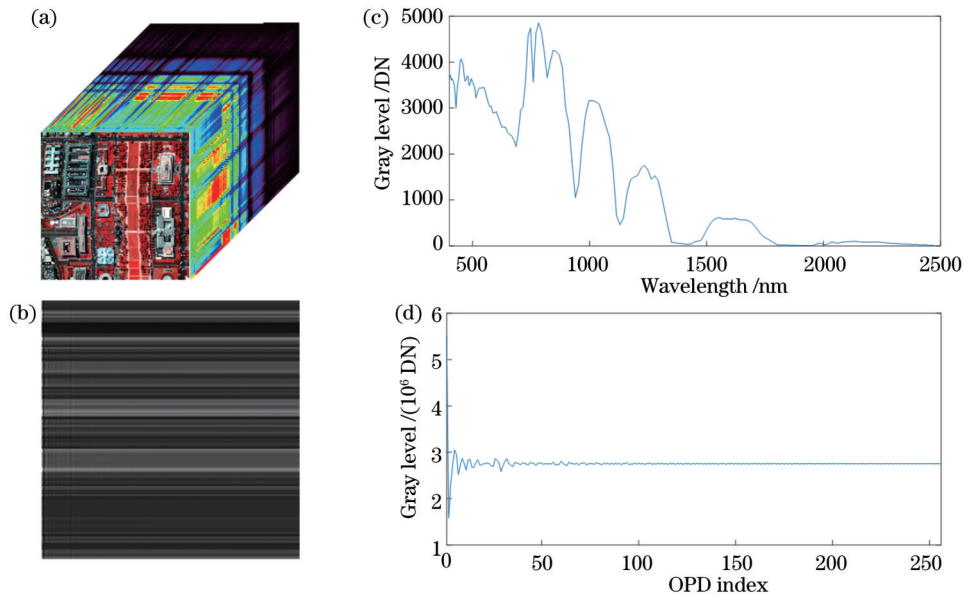 (a)
(b)
(c)
5000
4000
3000
2000
1000
0
Gray level /DN
500
1000
1500
2000
2500
Wavelength /nm
(d)
6
5
4
3
2
1
Gray level /(10⁶ DN)
0
50
100
150
200
250
OPD index